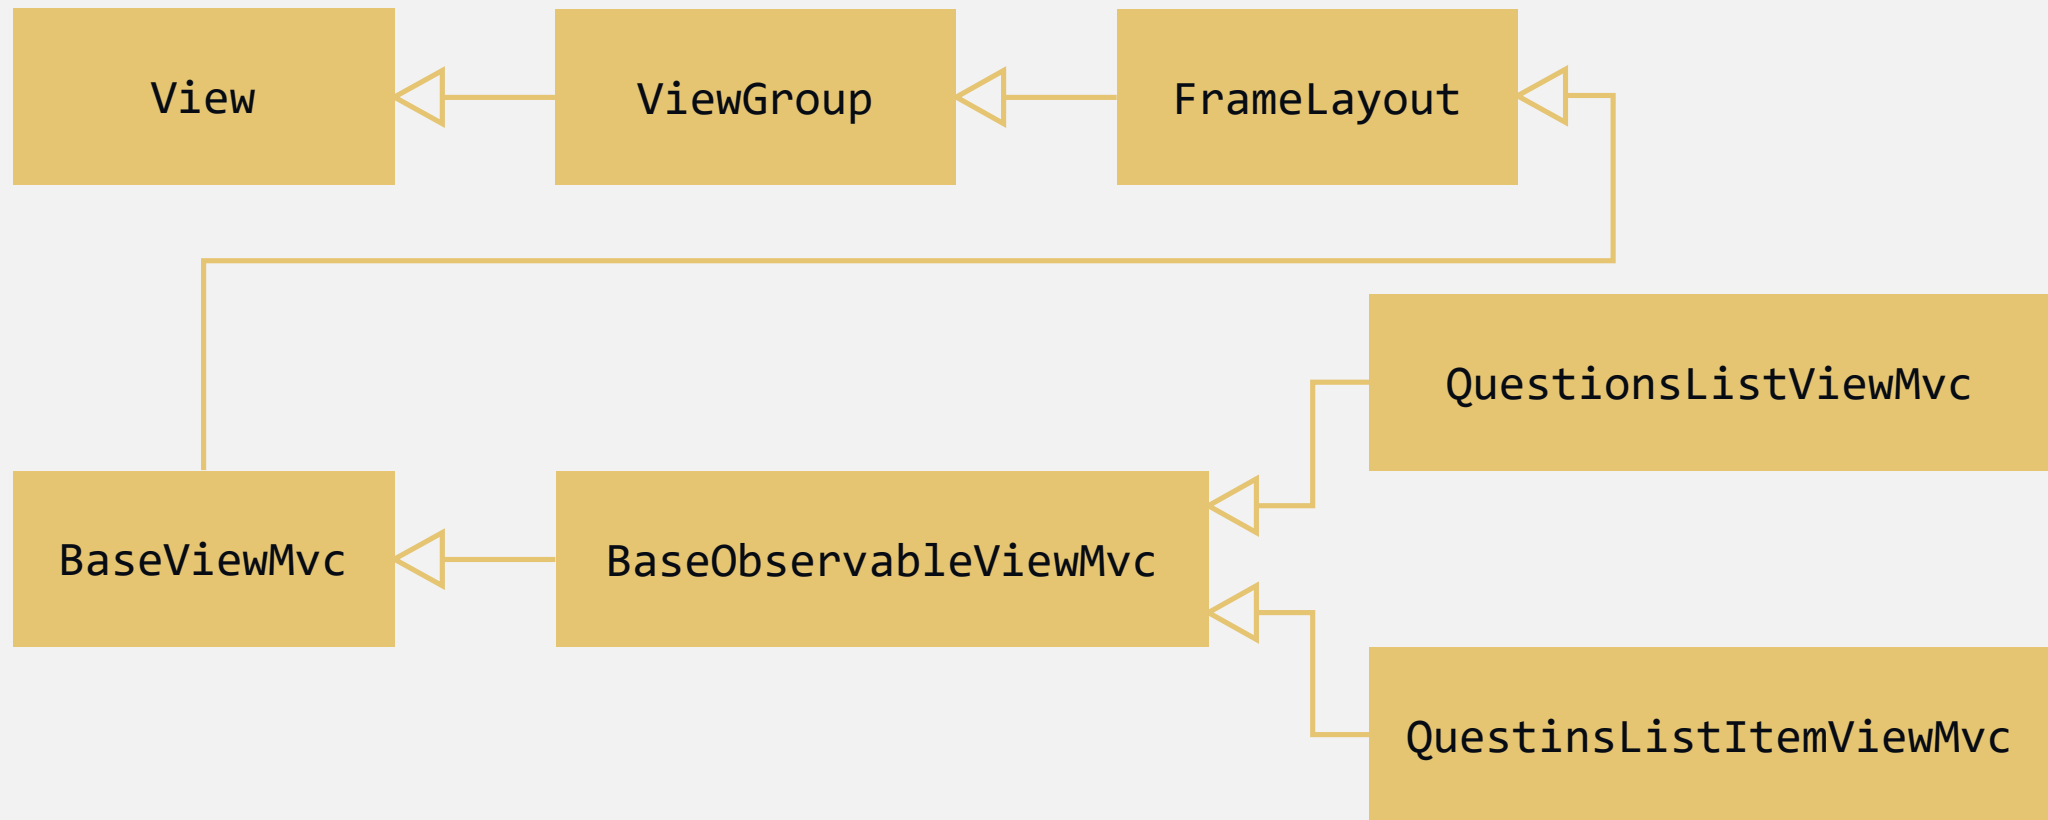 View
ViewGroup
FrameLayout
QuestionsListViewMvc
BaseViewMvc
BaseObservableViewMvc
QuestinsListItemViewMvc